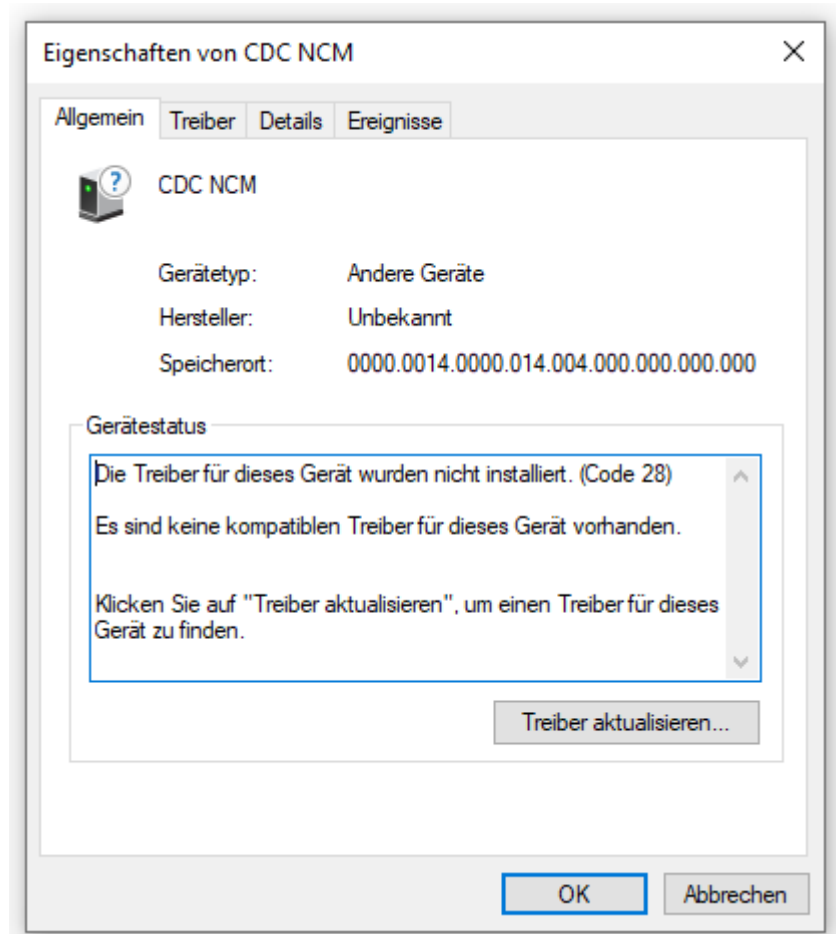 Eigenschaften von CDC NCM
Allgemein Treiber Details Ereignisse
CDC NCM
Gerätetyp: Andere Geräte
Hersteller: Unbekannt
Speicherort: 0000.0014.0000.014.004.000.000.000.000
Gerätestatus
Die Treiber für dieses Gerät wurden nicht installiert. (Code 28)
Es sind keine kompatiblen Treiber für dieses Gerät vorhanden.
Klicken Sie auf "Treiber aktualisieren", um einen Treiber für dieses
Gerät zu finden.
Treiber aktualisieren...
OK Abbrechen